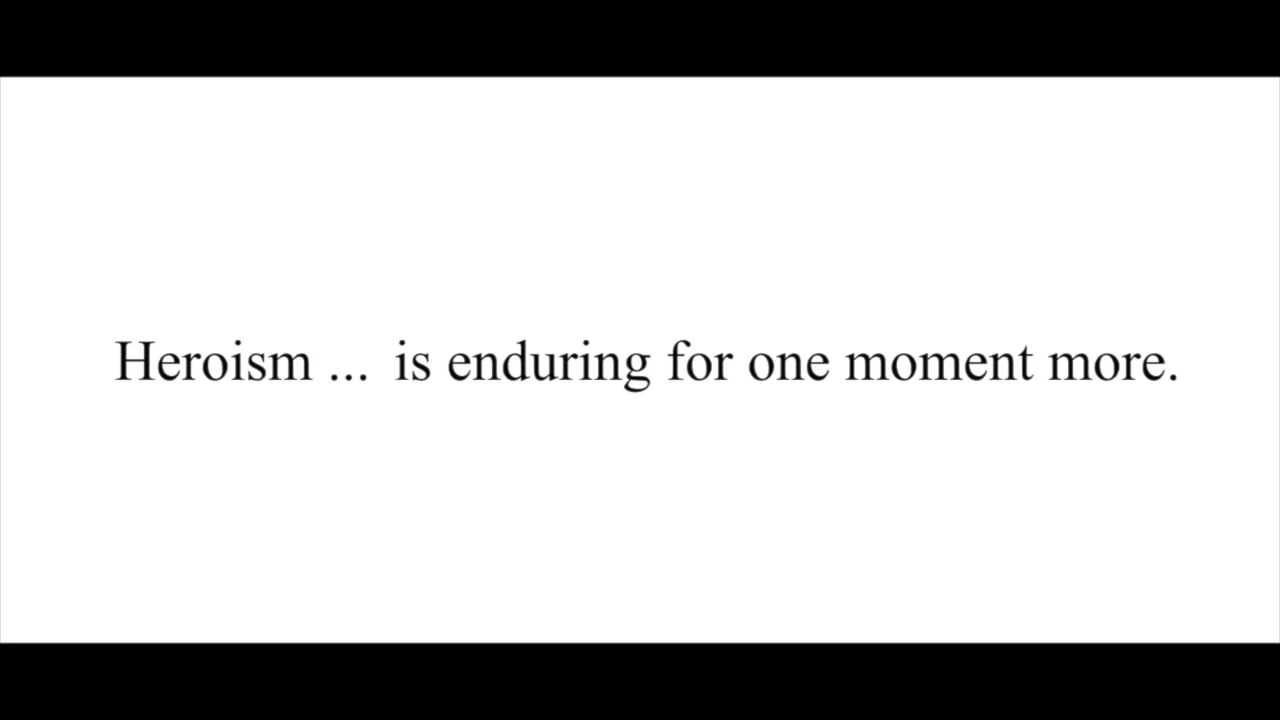 Heroism ...  is enduring for one moment more.